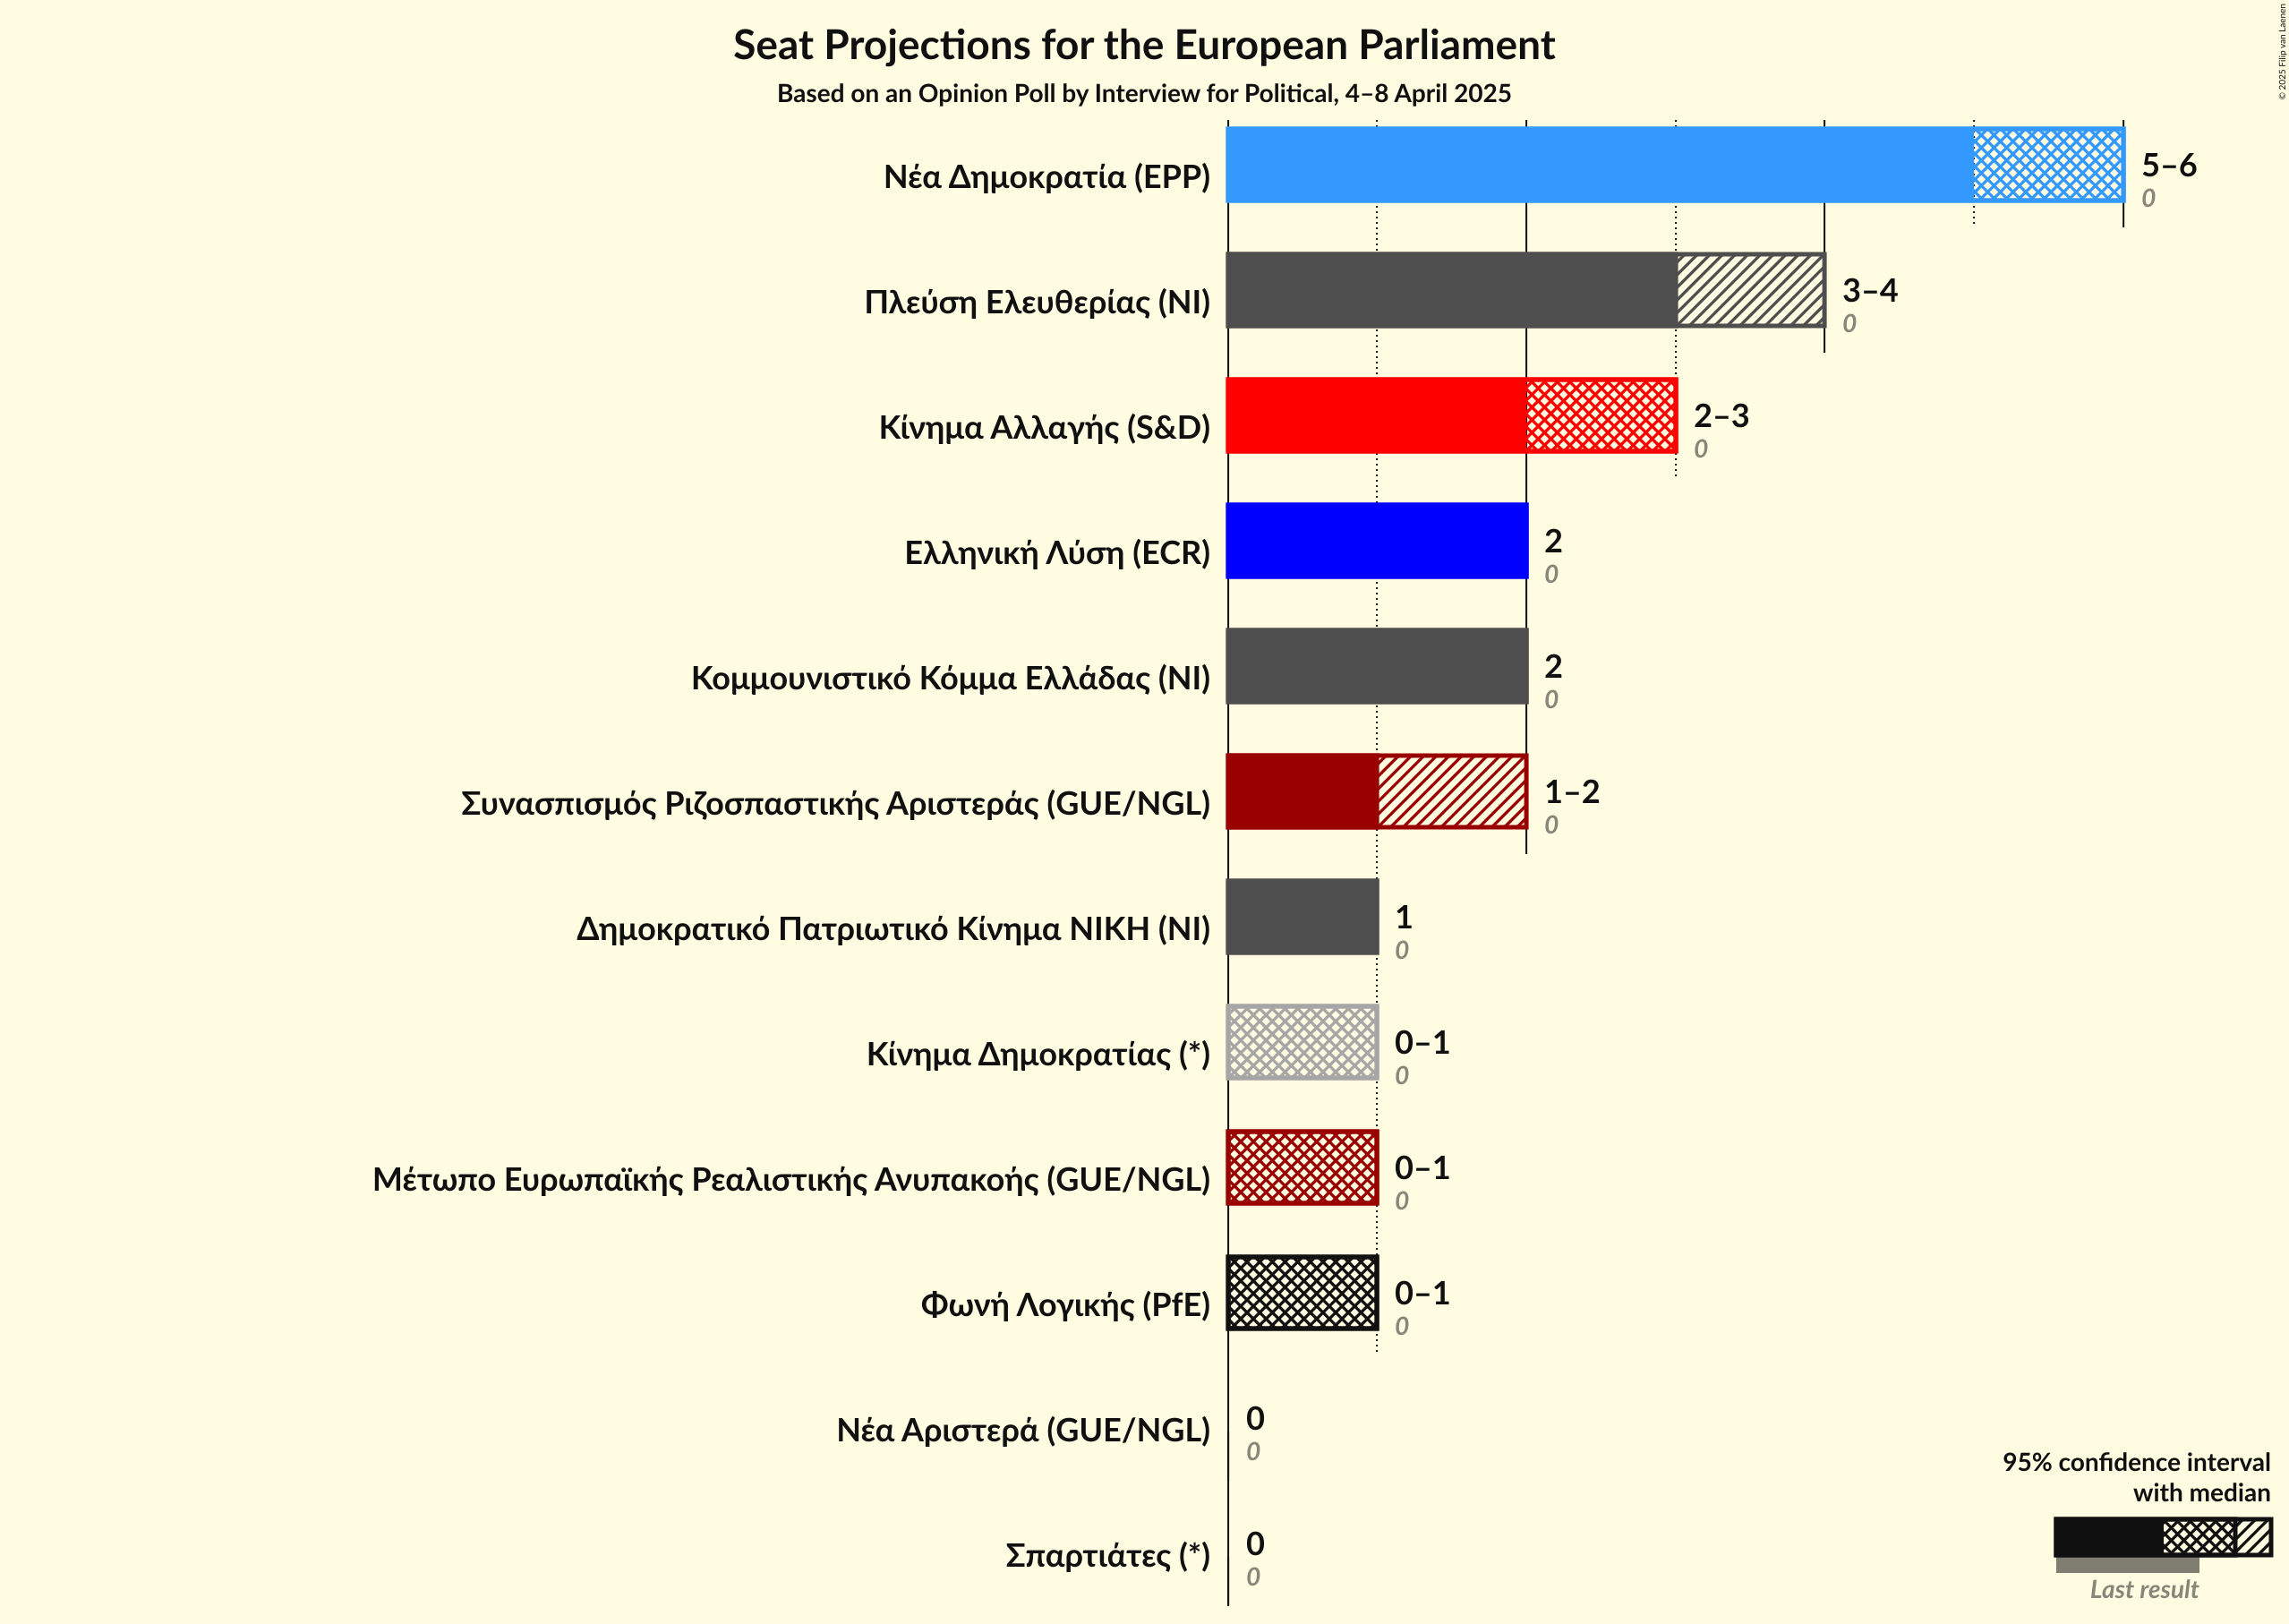 © 2025 Filip van Laenen
Seat Projections for the European Parliament
Based on an Opinion Poll by Interview for Political, 4–8 April 2025
Νέα Δημοκρατία (EPP)
5–6
0
Πλεύση Ελευθερίας (NI)
3–4
0
Κίνημα Αλλαγής (S&D)
2–3
0
Ελληνική Λύση (ECR)
2
0
Κομμουνιστικό Κόμμα Ελλάδας (NI)
2
0
Συνασπισμός Ριζοσπαστικής Αριστεράς (GUE/NGL)
1–2
0
Δημοκρατικό Πατριωτικό Κίνημα ΝΙΚΗ (NI)
1
0
Κίνημα Δημοκρατίας (*)
0–1
0
Μέτωπο Ευρωπαϊκής Ρεαλιστικής Ανυπακοής (GUE/NGL)
0–1
0
Φωνή Λογικής (PfE)
0–1
0
Νέα Αριστερά (GUE/NGL)
0
0
Σπαρτιάτες (*)
0
0
95% confidence interval
with median
Last result